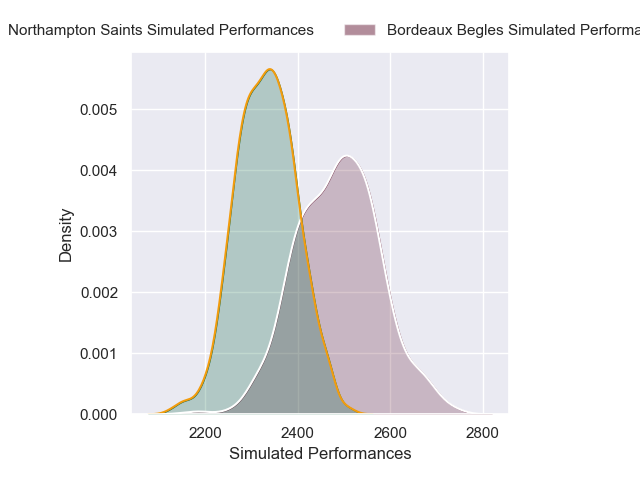 Northampton Saints Simulated Performances
Bordeaux Begles Simulated
0.005
0.004
0.003
0.002
0.001
0.000
Density
2200 2400 2600 2800
Simulated Performances